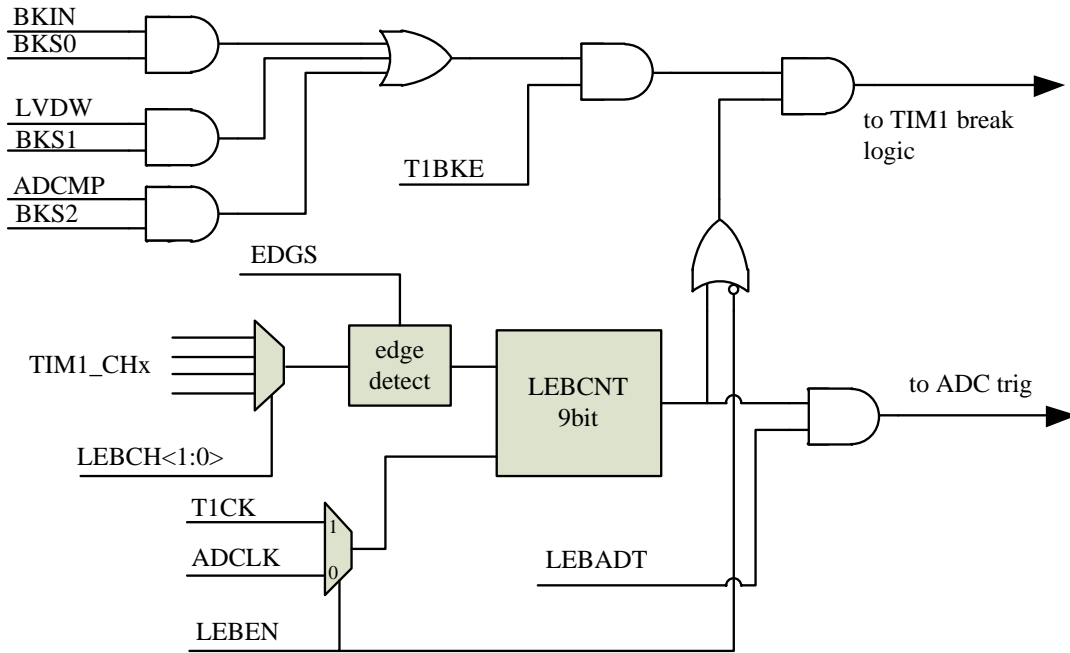 BKIN
BKS0
LVDW
BKS1
ADCMP
BKS2
T1BKE
to TIM1 break
logic
EDGS
TIM1_CHx
edge
detect
LEBCNT
9bit
to ADC trig
LEBCH<1:0>
T1CK
1
ADCLK
0
LEBADT
LEBEN